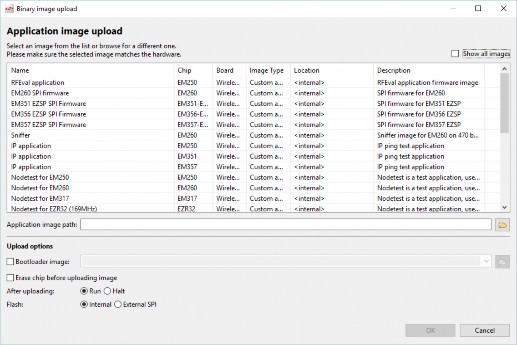 Binary image upload
Application image upload
Select an image from the list or browse for a different one.
Please make sure the selected image matches the hardware.
Show all images
Name Chip Board Image Type Location Description
RFEval application EM250 Wirele... Custom a... <internal> RFEval application firmware image
EM260 SPI firmware EM260 Wirele... Custom a... <internal> SPI firmware for EM260
EM351 EZSP SPI Firmware EM351-E... Wirele... Custom a... <internal> SPI firmware for EM351 EZSP
EM356 EZSP SPI Firmware EM356-E... Wirele... Custom a... <internal> SPI firmware for EM356 EZSP
EM357 EZSP SPI Firmware EM357-E... Wirele... Custom a... <internal> SPI firmware for EM357 EZSP
Sniffer EM260 Wirele... Custom a... <internal> Sniffer image for EM260 on 470 b...
IP application EM250 Wirele... Custom a... <internal> IP ping test application
IP application EM351 Wirele... Custom a... <internal> IP ping test application
IP application EM357 Wirele... Custom a... <internal> IP ping test application
Nodetest for EM250 EM250 Wirele... Custom a... <internal> Nodetest is a test application, use...
Nodetest for EM260 EM260 Wirele... Custom a... <internal> Nodetest is a test application, use...
Nodetest for EM317 EM317 Wirele... Custom a... <internal> Nodetest is a test application, use...
Nodetest for EZR32 (169MHz) EZR32 Wirele... Custom a... <internal> Nodetest is a test application, use...
Application image path:
Upload options
Bootloader image:
Erase chip before uploading image
After uploading: Run Halt
Flash: Internal External SPI
OK Cancel